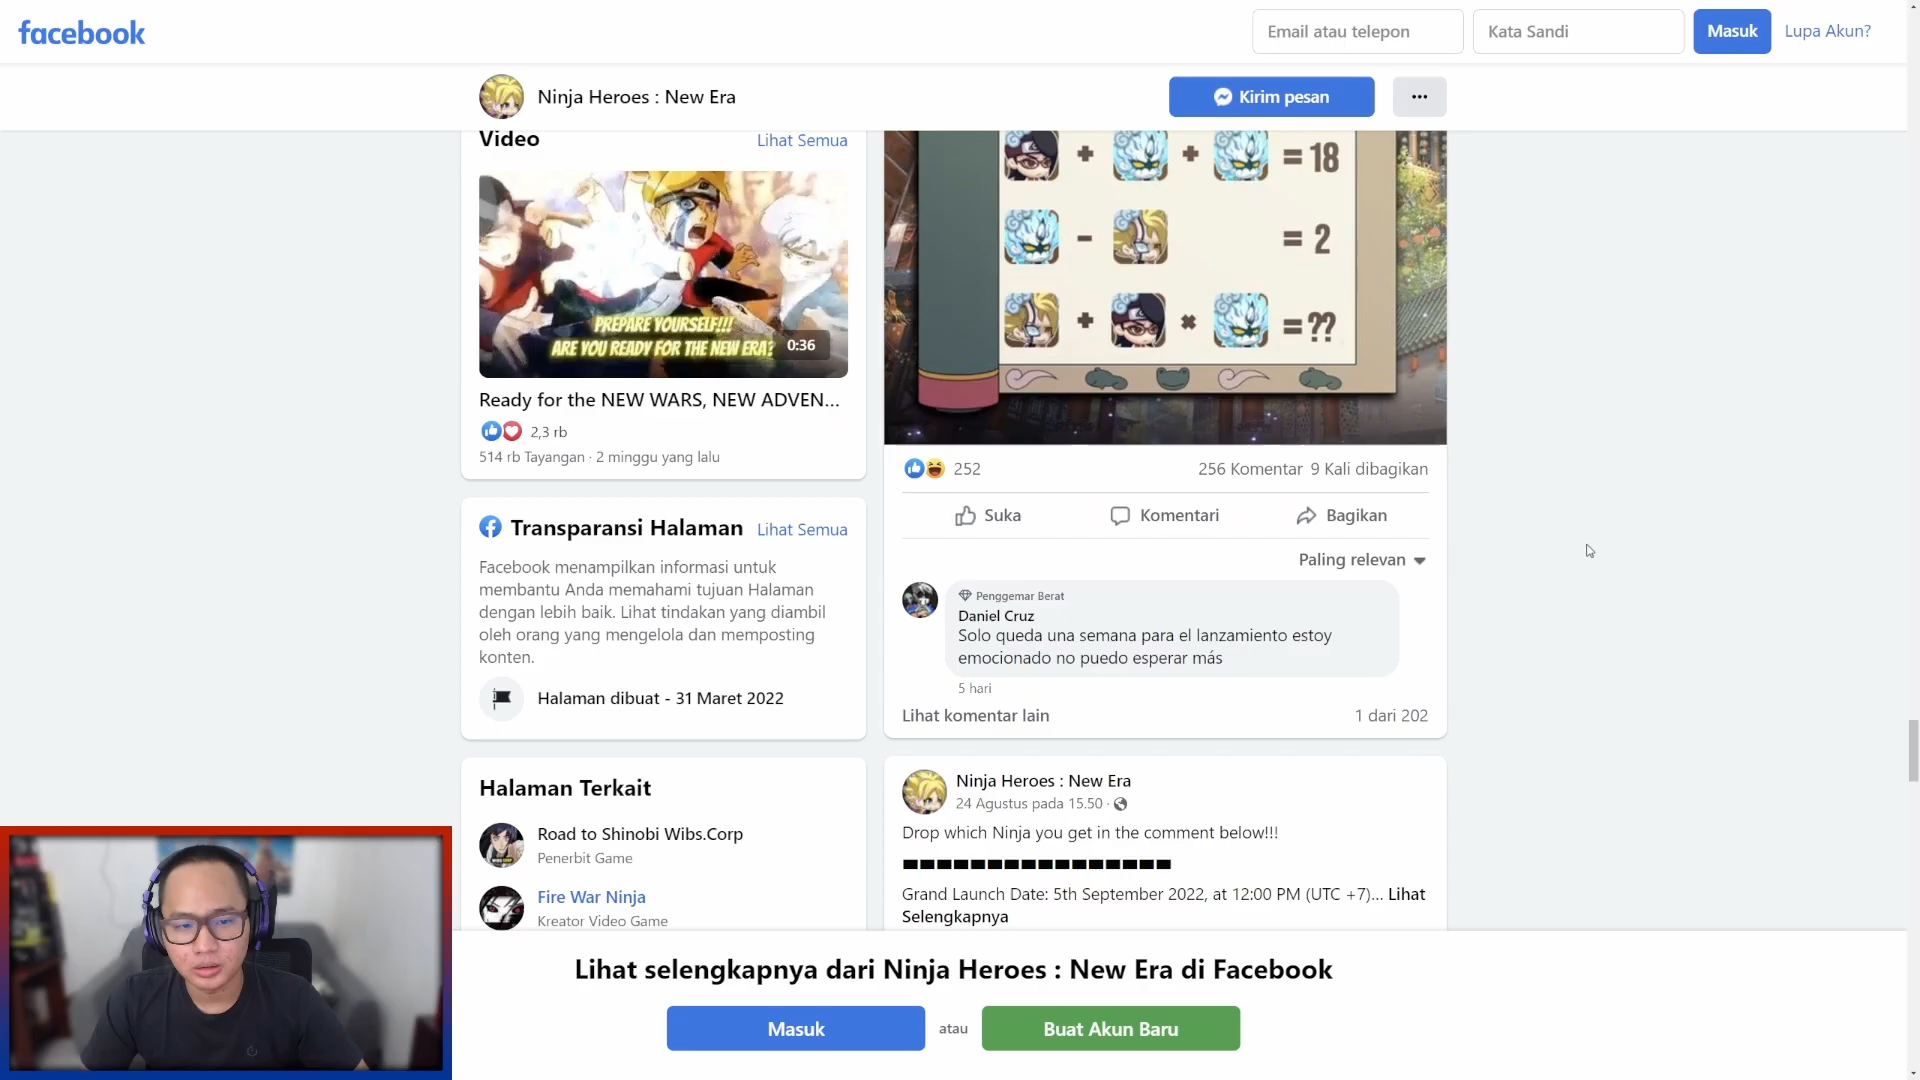 facebook
Email atau telepon
Kata Sandi
Masuk
Lupa Akun?
Ninja Heroes : New Era
Kirim pesan
Video
Lihat Semua
PREPARE YOURSELF!!!
ARE YOU READY FOR THE NEW ERA?
0:36
Ready for the NEW WARS, NEW ADVEN...
2,3 rb
514 rb Tayangan · 2 minggu yang lalu
Transparansi Halaman
Lihat Semua
Facebook menampilkan informasi untuk
membantu Anda memahami tujuan Halaman
dengan lebih baik. Lihat tindakan yang diambil
oleh orang yang mengelola dan memposting
konten.
Halaman dibuat - 31 Maret 2022
Halaman Terkait
Road to Shinobi Wibs.Corp
Penerbit Game
Fire War Ninja
Kreator Video Game
+ + = 18
- = 2
+ × = ??
252
256 Komentar 9 Kali dibagikan
Suka
Komentari
Bagikan
Paling relevan
Penggemar Berat
Daniel Cruz
Solo queda una semana para el lanzamiento estoy
emocionado no puedo esperar más
5 hari
Lihat komentar lain
1 dari 202
Ninja Heroes : New Era
24 Agustus pada 15.50 ·
Drop which Ninja you get in the comment below!!!
Grand Launch Date: 5th September 2022, at 12:00 PM (UTC +7)... Lihat
Selengkapnya
Lihat selengkapnya dari Ninja Heroes : New Era di Facebook
Masuk
atau
Buat Akun Baru